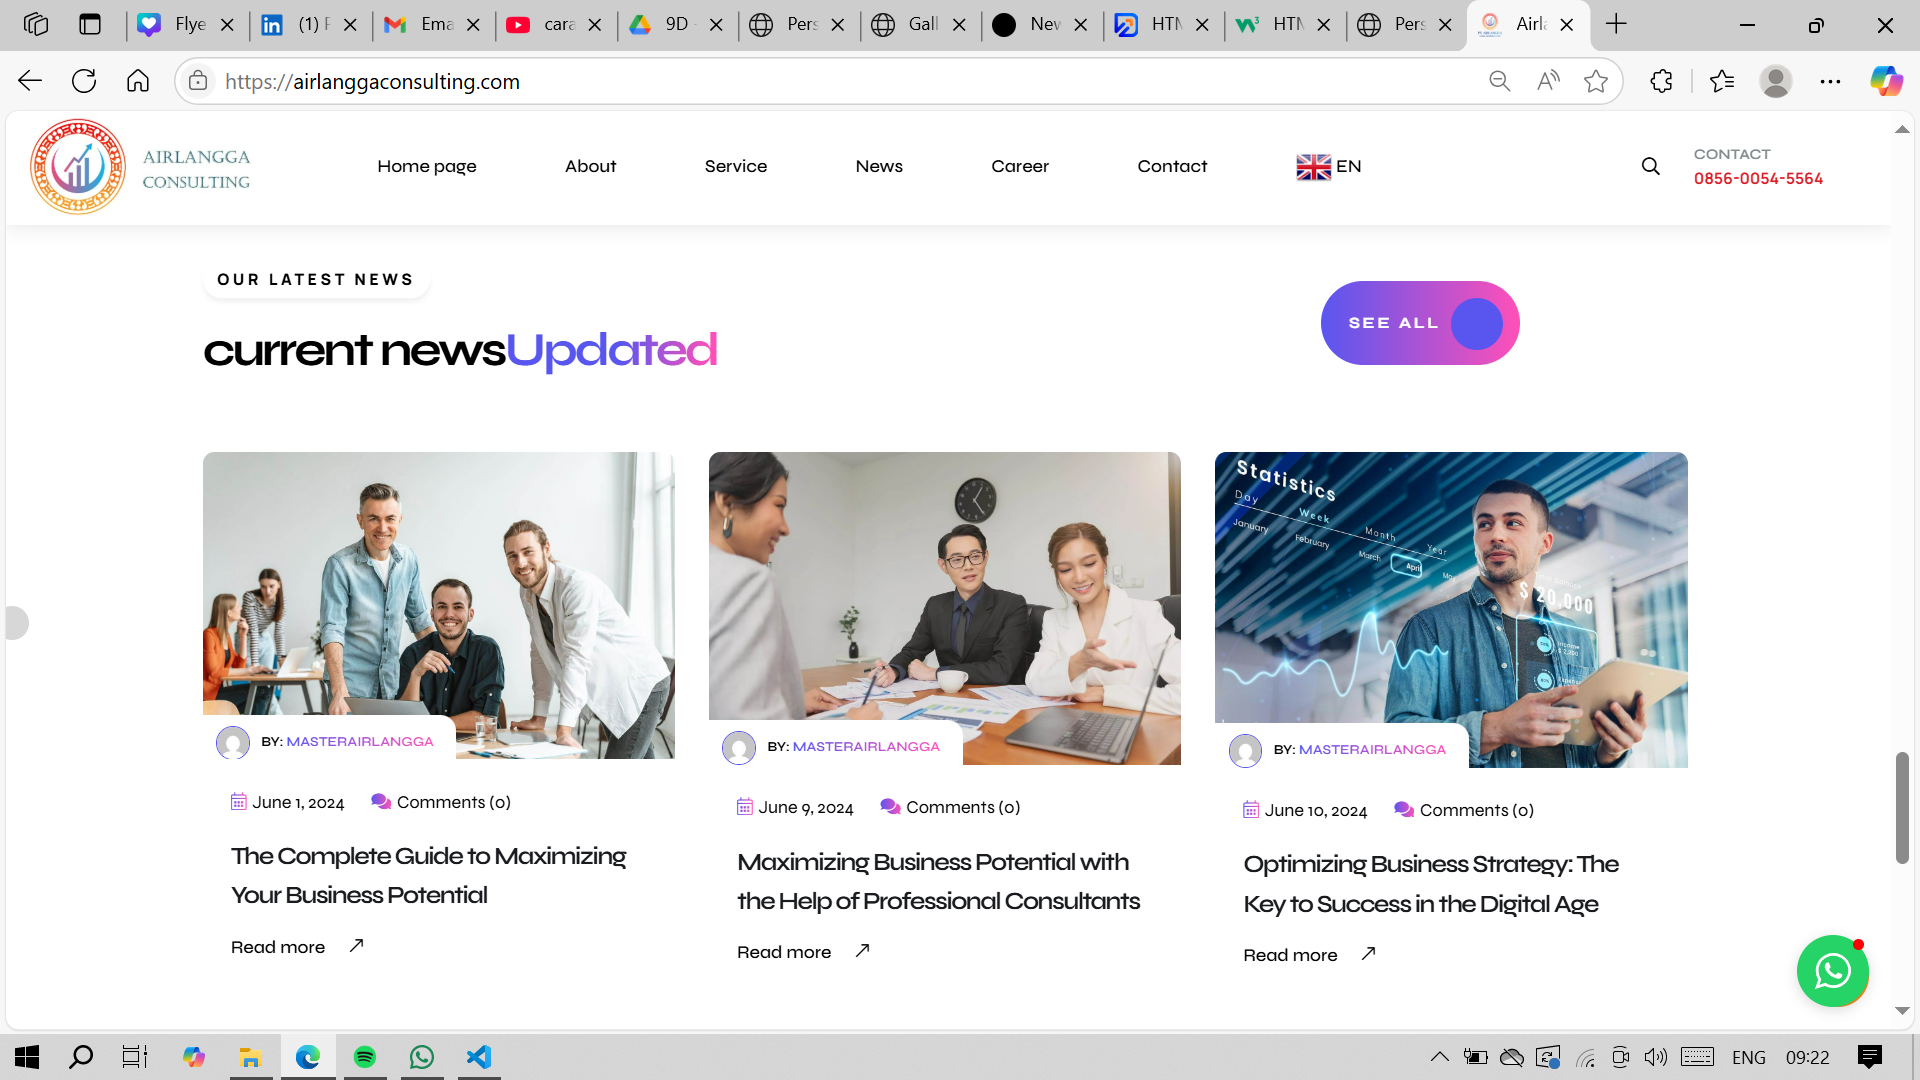 Flye
(1) F
Ema
cara
9D -
Pers
Gall
New
HTM
HTM
Pers
Airla
https://airlanggaconsulting.com
AIRLANGGA
CONSULTING
Home page
About
Service
News
Career
Contact
EN
CONTACT
0856-0054-5564
OUR LATEST NEWS
current newsUpdated
SEE ALL
Statistics
Day
Week
Month
Year
January
February
March
April
May
$ 20,000
BY: MASTERAIRLANGGA
BY: MASTERAIRLANGGA
BY: MASTERAIRLANGGA
June 1, 2024
Comments (0)
June 9, 2024
Comments (0)
June 10, 2024
Comments (0)
The Complete Guide to Maximizing
Your Business Potential
Maximizing Business Potential with
the Help of Professional Consultants
Optimizing Business Strategy: The
Key to Success in the Digital Age
Read more
Read more
Read more
ENG
09:22